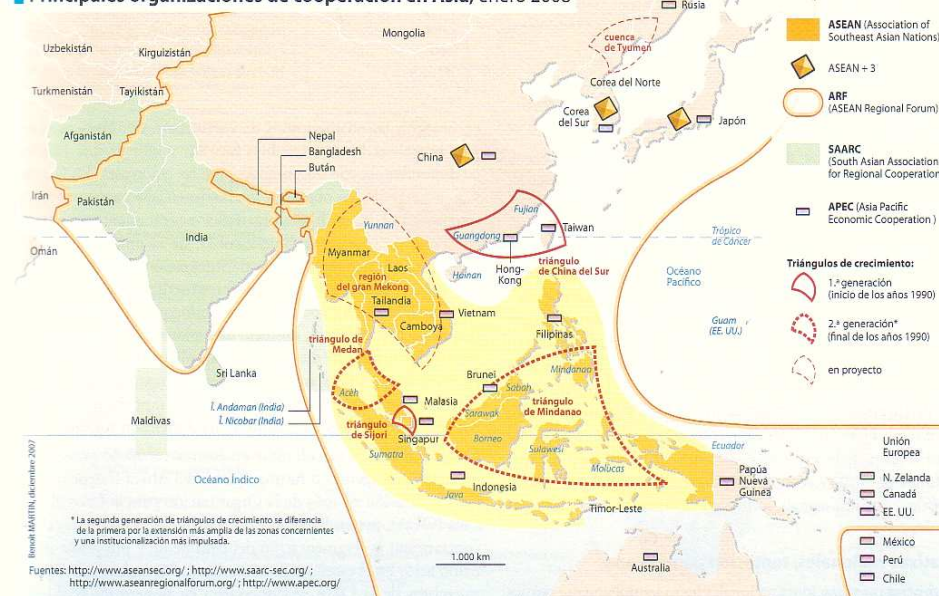 Principales organizaciones de cooperación en Asia, enero 2008
Rusia
Mongolia
Uzbekistán
Kirguizistán
cuenca
de Tyumen
Turkmenistán
Tayikistán
Corea del Norte
Corea
del Sur
Japón
Afganistán
Nepal
Bangladesh
Bután
China
Irán
Pakistán
India
Omán
Fujian
Yunnan
Guangdong
Taiwan
Trópico
de Cáncer
Myanmar
Laos
Hainan
Hong-
Kong
triángulo
de China del Sur
Océano
Pacífico
región
del gran Mekong
Tailandia
Vietnam
Camboya
Filipinas
Guam
(EE. UU.)
triángulo de
Medan
Sri Lanka
Aceh
Brunei
Sabah
Mindanao
Maldivas
Î. Andaman (India)
Î. Nicobar (India)
Malasia
Sarawak
triángulo
de Mindanao
triángulo
de Sijori
Singapur
Borneo
Sulawesi
Molucas
Ecuador
Sumatra
Océano Índico
Java
Indonesia
Timor-Leste
Papúa
Nueva
Guinea
Australia
1.000 km
ASEAN (Association of
Southeast Asian Nations)
ASEAN + 3
ARF
(ASEAN Regional Forum)
SAARC
(South Asian Association
for Regional Cooperation
APEC (Asia Pacific
Economic Cooperation )
Triángulos de crecimiento:
1.ª generación
(inicio de los años 1990)
2.ª generación*
(final de los años 1990)
en proyecto
Unión
Europea
N. Zelanda
Canadá
EE. UU.
México
Perú
Chile
* La segunda generación de triángulos de crecimiento se diferencia
de la primera por la extensión más amplia de las zonas concernientes
y una institucionalización más impulsada.
Fuentes: http://www.aseansec.org/ ; http://www.saarc-sec.org/ ;
http://www.aseanregionalforum.org/ ; http://www.apec.org/
Benoit MARTIN, diciembre 2007